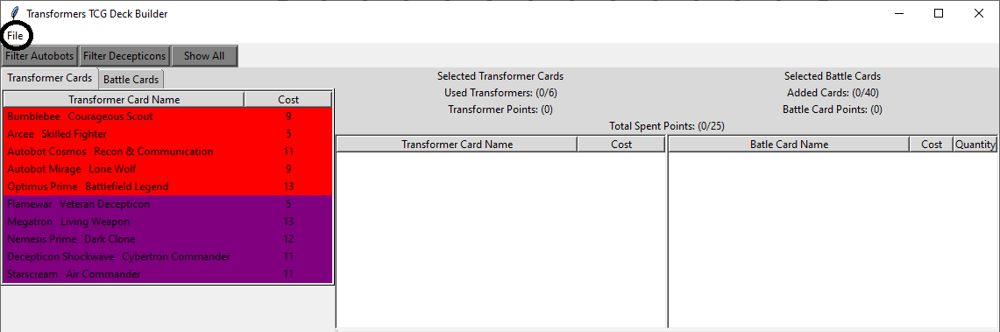 Transformers TCG Deck Builder
File
Filter Autobots Filter Decepticons Show All
Transformer Cards Battle Cards
Transformer Card Name Cost
Bumblebee Courageous Scout 9
Arcee Skilled Fighter 5
Autobot Cosmos Recon & Communication 11
Autobot Mirage Lone Wolf 9
Optimus Prime Battlefield Legend 13
Flamewar Veteran Decepticon 5
Megatron Living Weapon 13
Nemesis Prime Dark Clone 12
Decepticon Shockwave Cybertron Commander 11
Starscream Air Commander 11
Selected Transformer Cards
Used Transformers: (0/6)
Transformer Points: (0)
Selected Battle Cards
Added Cards: (0/40)
Battle Card Points: (0)
Total Spent Points: (0/25)
Transformer Card Name Cost
Batle Card Name Cost Quantity